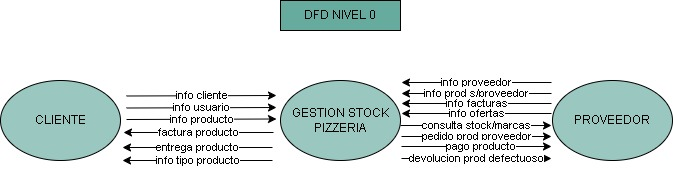 DFD NIVEL 0
CLIENTE
info cliente
info usuario
info producto
factura producto
entrega producto
info tipo producto
GESTION STOCK
PIZZERIA
info proveedor
info prod s/oroveedor
info facturas
info ofertas
consulta stock/marcas
pedido prod proveedor
pago producto
devolucion prod defectuoso
PROVEEDOR